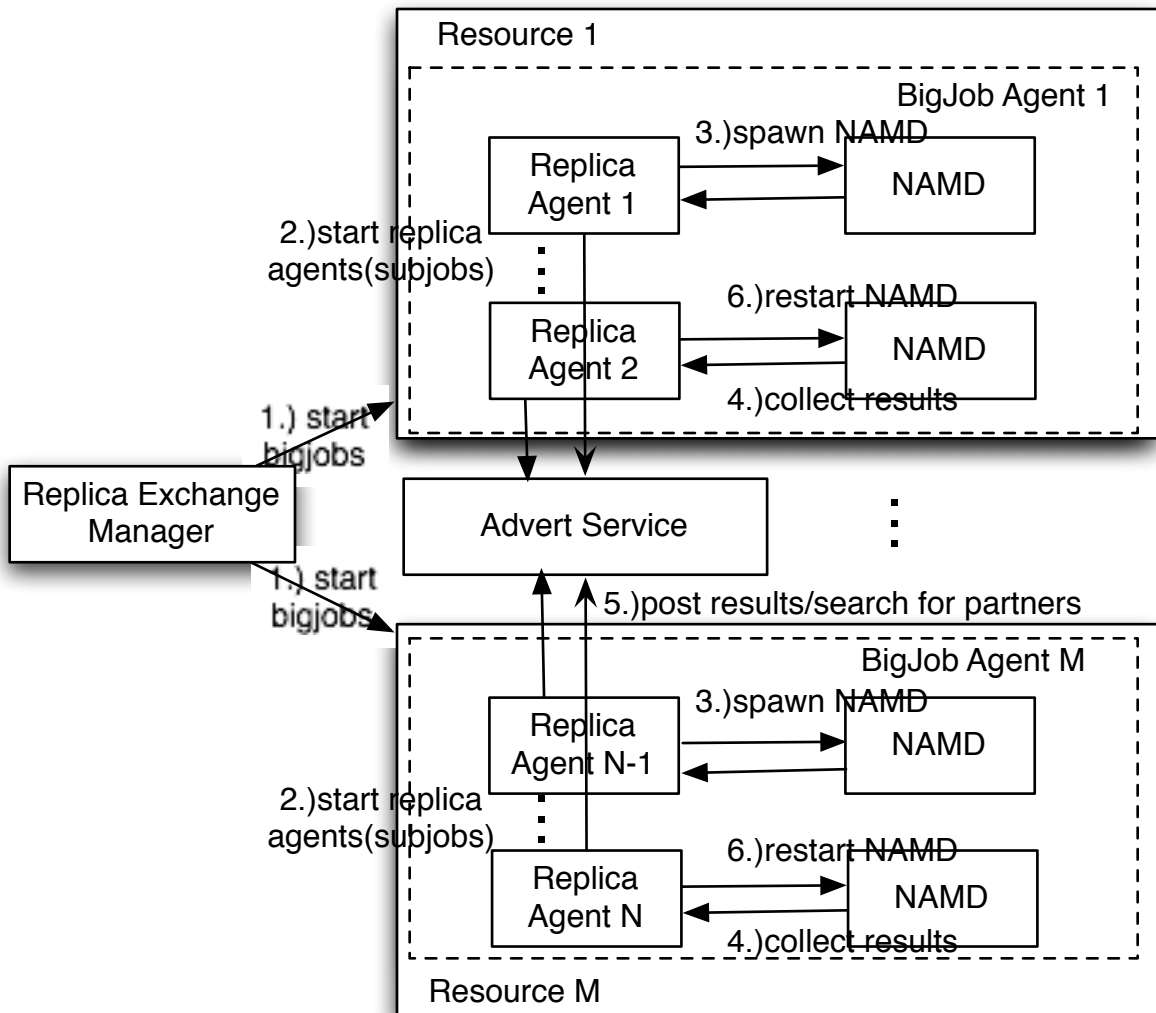 Resource 1
BigJob Agent 1
3.)spawn NAMD
Replica
Agent 1
NAMD
2.)start replica
agents(subjobs)
6.)restart NAMD
Replica
Agent 2
NAMD
4.)collect results
1.) start
bigjobs
Replica Exchange
Manager
Advert Service
1.) start
bigjobs
5.)post results/search for partners
BigJob Agent M
3.)spawn NAMD
Replica
Agent N-1
NAMD
2.)start replica
agents(subjobs)
6.)restart NAMD
Replica
Agent N
NAMD
4.)collect results
Resource M